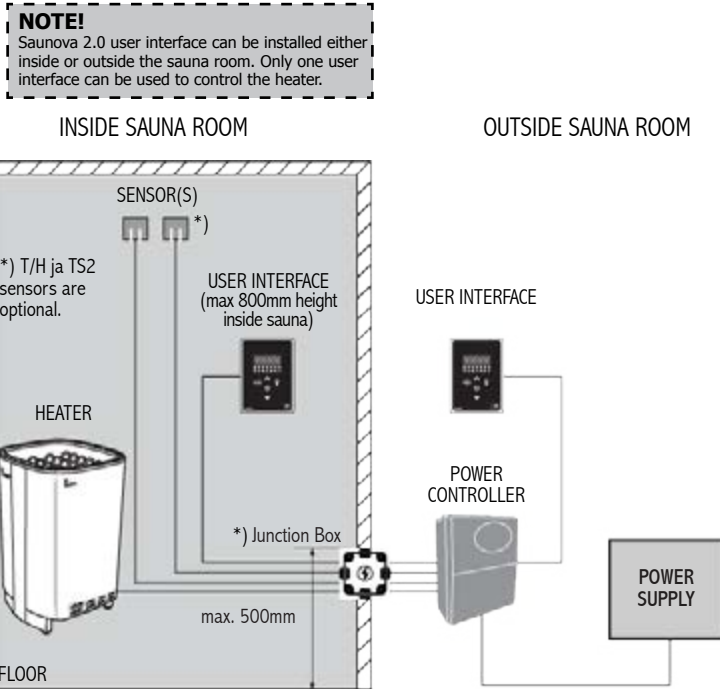 NOTE!
Saunova 2.0 user interface can be installed either
inside or outside the sauna room. Only one user
interface can be used to control the heater.
INSIDE SAUNA ROOM
OUTSIDE SAUNA ROOM
SENSOR(S)
*)
*) T/H ja TS2
sensors are
optional.
USER INTERFACE
(max 800mm height
inside sauna)
USER INTERFACE
HEATER
POWER
CONTROLLER
*) Junction Box
POWER
SUPPLY
max. 500mm
FLOOR